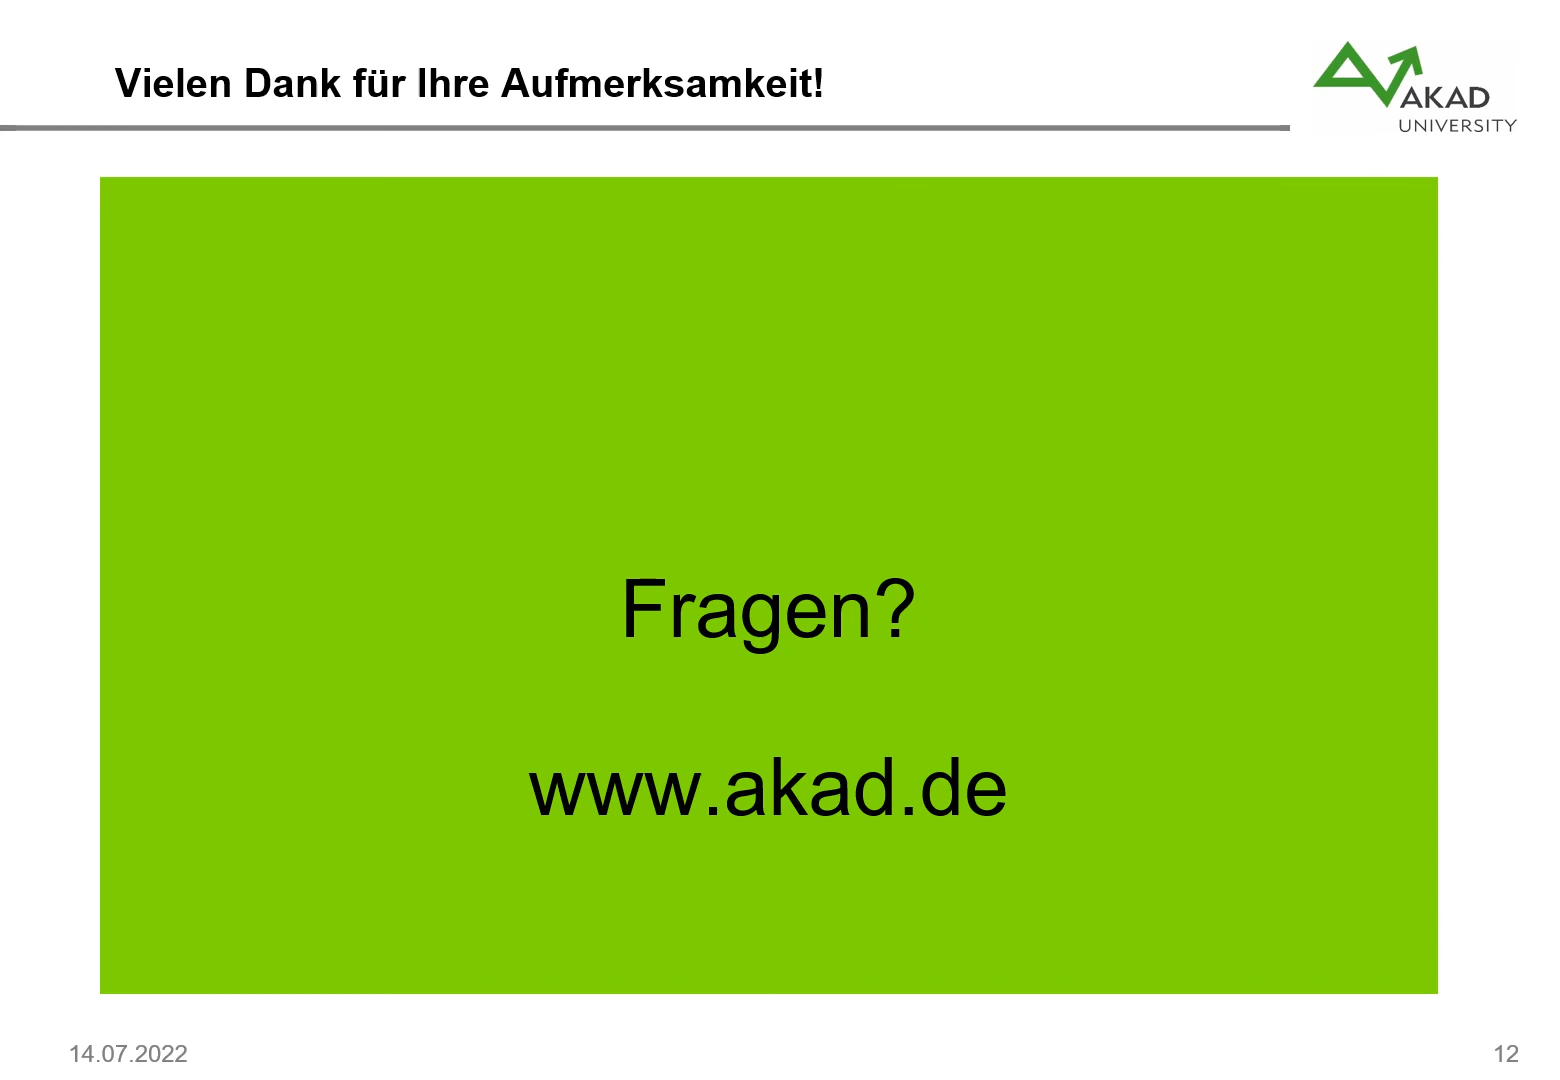 Vielen Dank für Ihre Aufmerksamkeit!
AKAD
UNIVERSITY
Fragen?
www.akad.de
14.07.2022
12